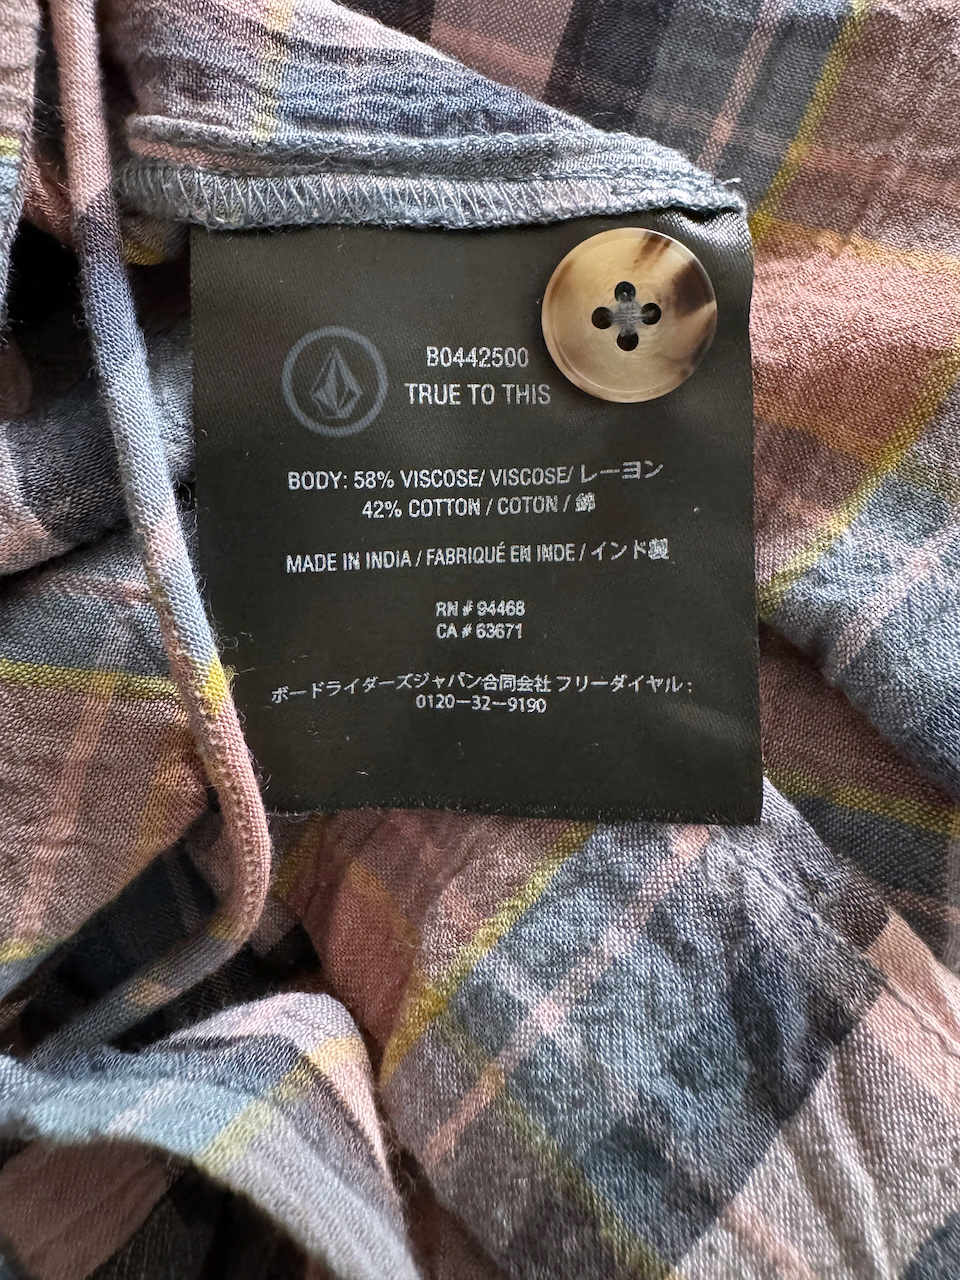 B0442500
TRUE TO THIS
BODY: 58% VISCOSE/ VISCOSE/ レーヨン
42% COTTON / COTON / 綿
MADE IN INDIA / FABRIQUÉ EN INDE / インド製
RN # 94468
CA # 63671
ボードライダーズジャパン合同会社 フリーダイヤル:
0120-32-9190